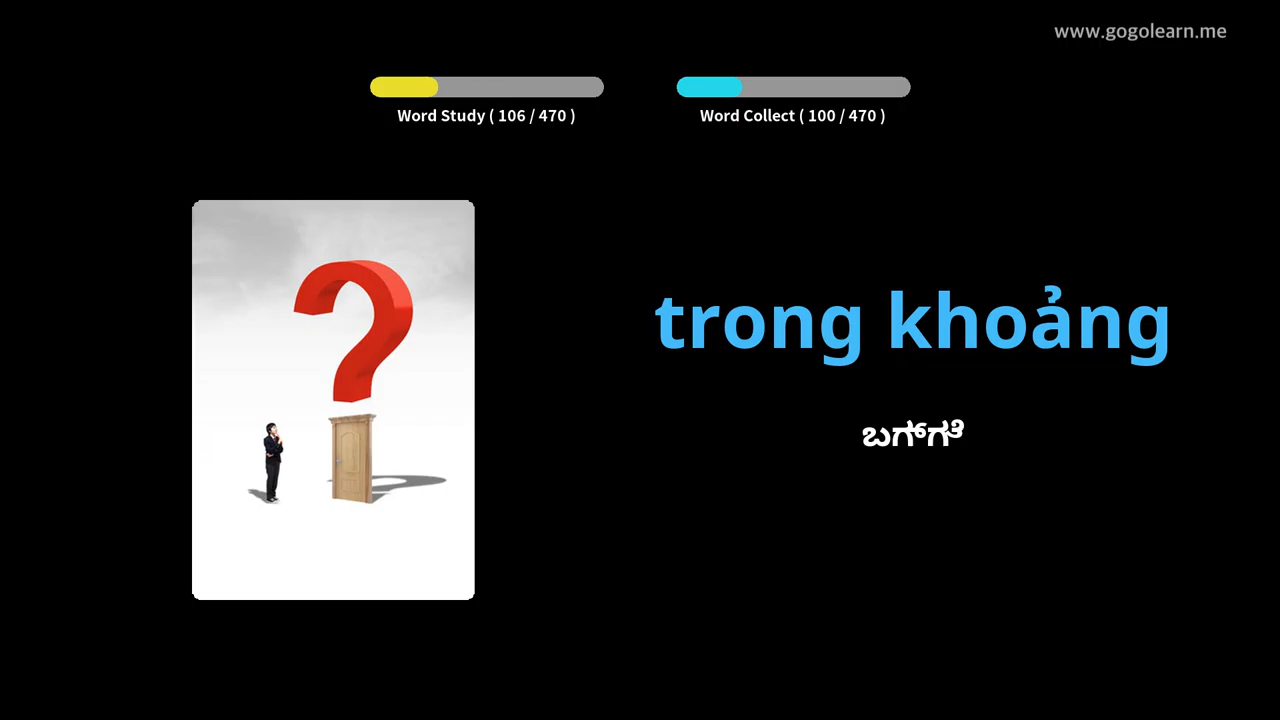 www.gogolearn.me
Word Study ( 106 / 470 )
Word Collect ( 100 / 470 )
trong khoảng
ಬಗ್ಗೆ